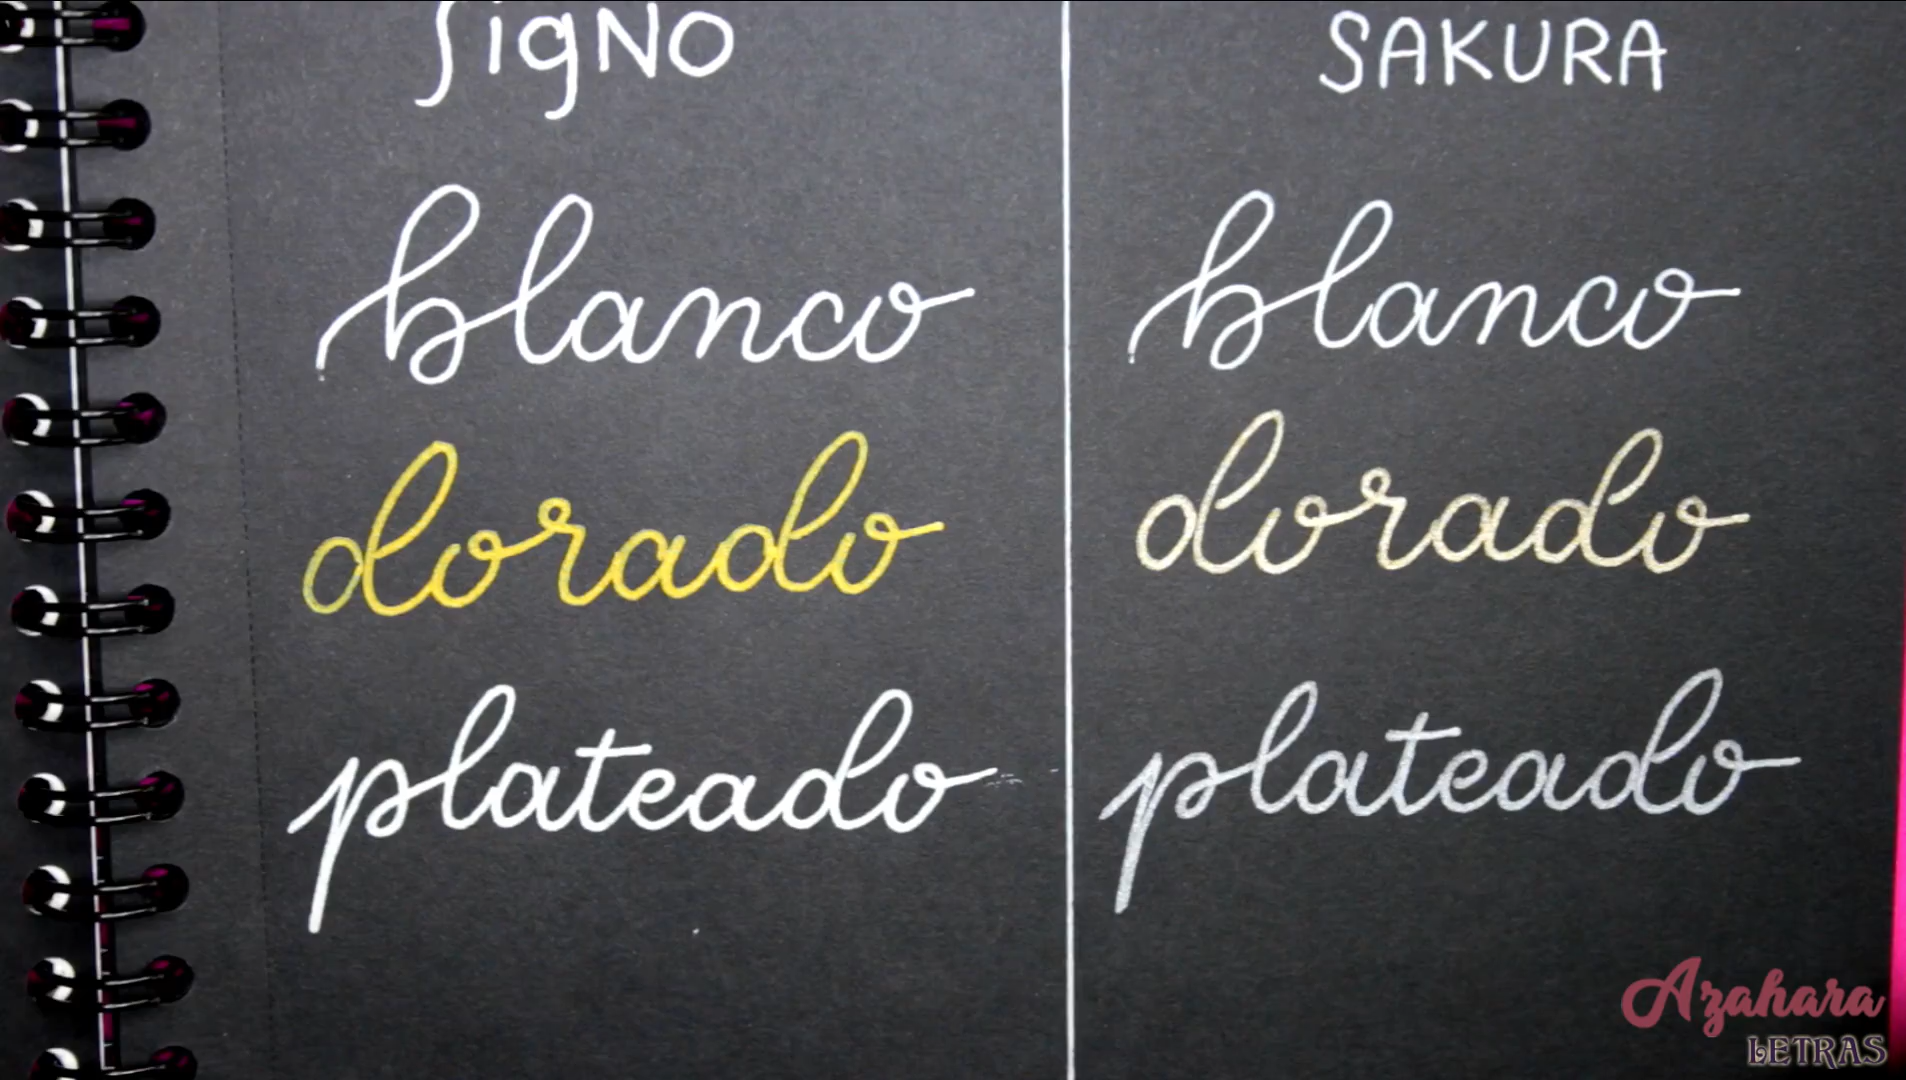 SigNO
blanco
dorado
plateado
SAKURA
blanco
dorado
plateado
Azahara
LETRAS